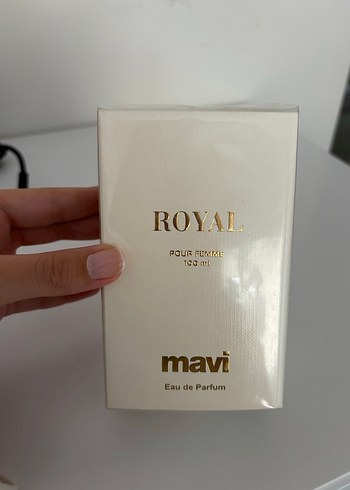 ROYAL
POUR FEMME
100 ml
mavi
Eau de Parfum